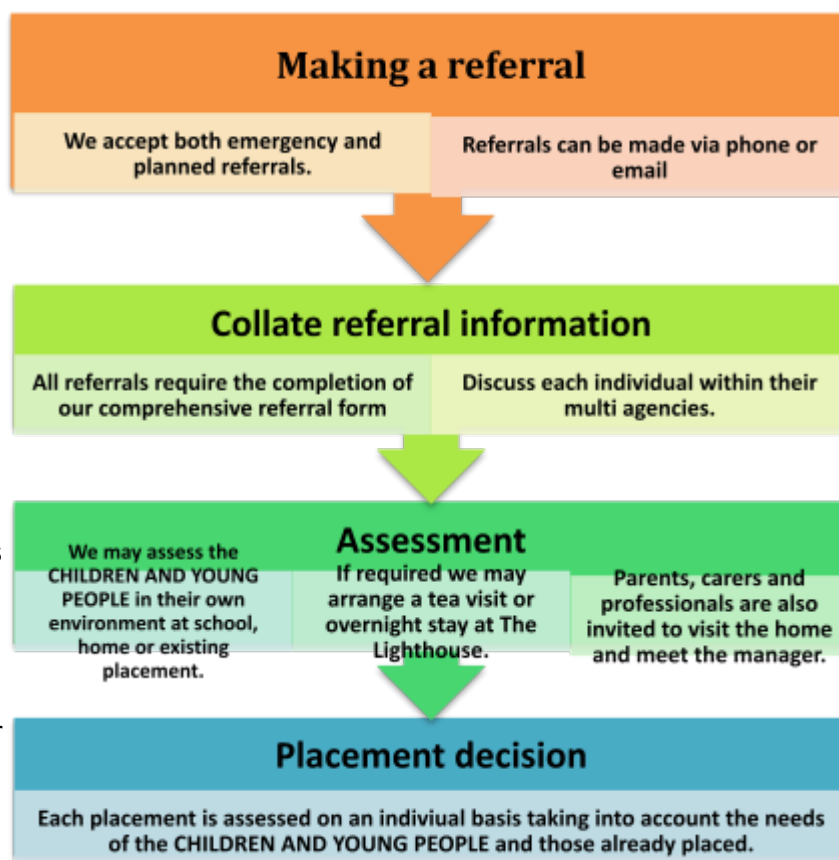 Making a referral
We accept both emergency and
planned referrals.
Referrals can be made via phone or
email
Collate referral information
All referrals require the completion of
our comprehensive referral form
Discuss each individual within their
multi agencies.
Assessment
We may assess the
CHILDREN AND YOUNG
PEOPLE in their own
environment at school,
home or existing
placement.
If required we may
arrange a tea visit or
overnight stay at The
Lighthouse.
Parents, carers and
professionals are also
invited to visit the home
and meet the manager.
Placement decision
Each placement is assessed on an indiviual basis taking into account the needs
of the CHILDREN AND YOUNG PEOPLE and those already placed.